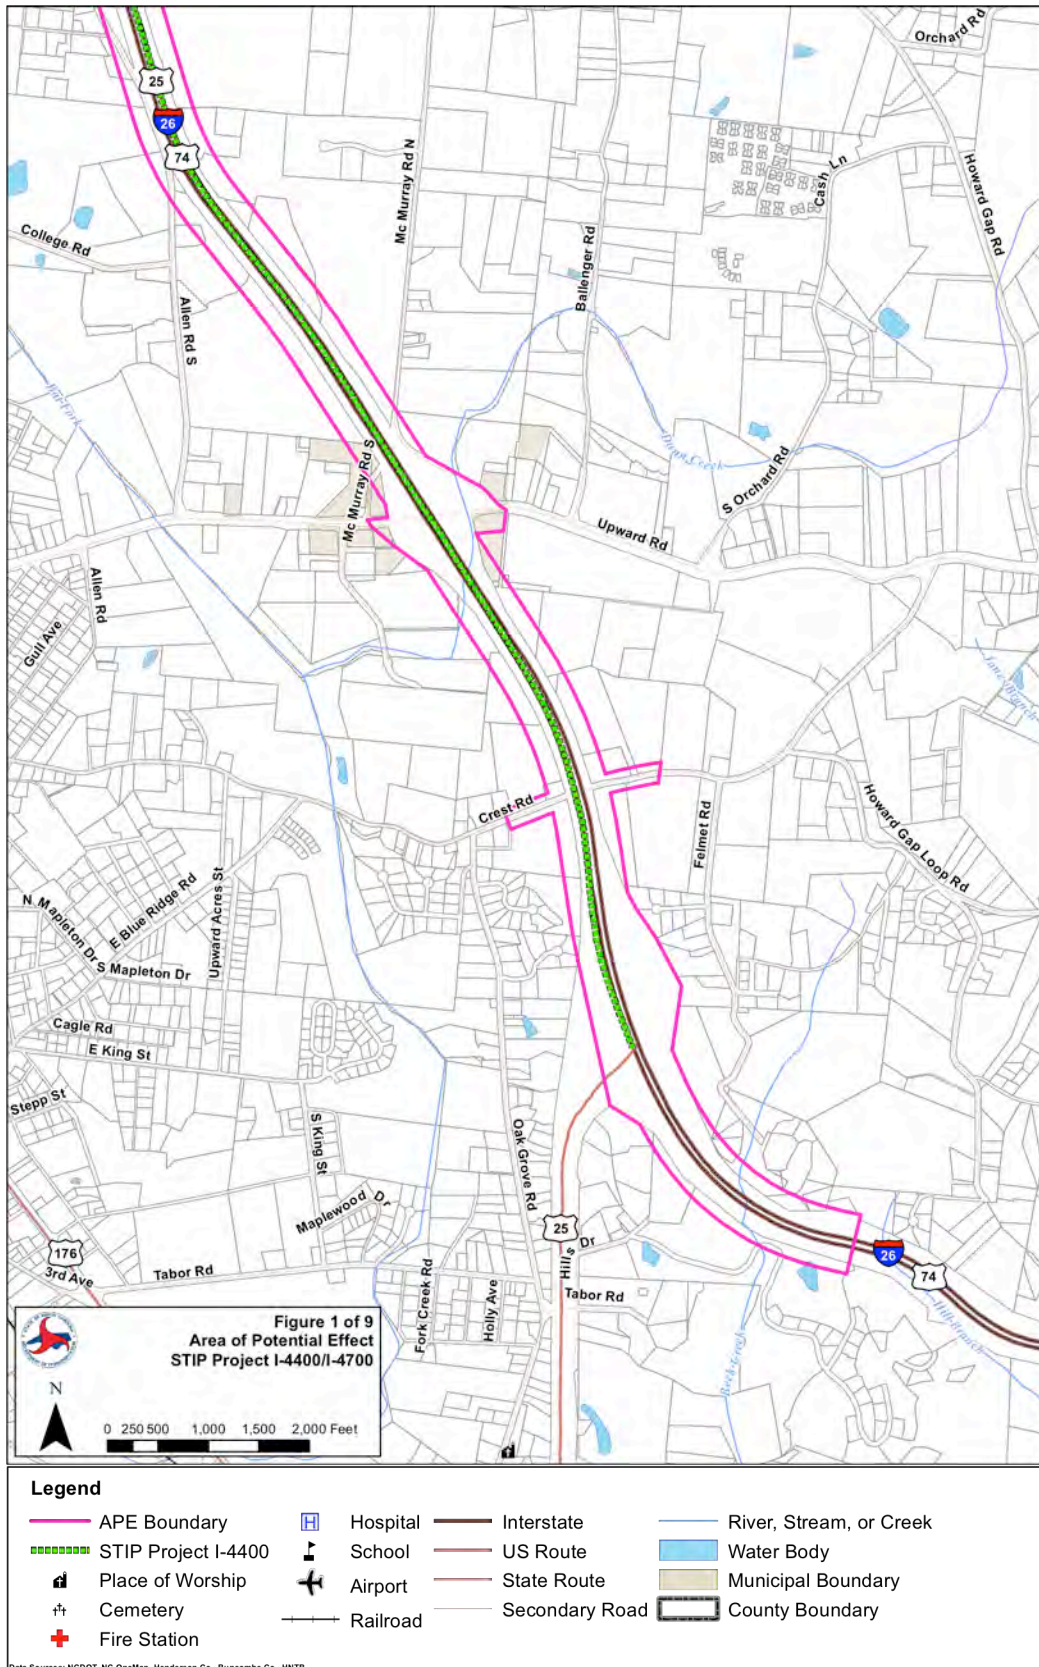 Orchard Rd
25
26
74
Mc Murray Rd N
Cash Ln
Howard Gap Rd
College Rd
Ballenger Rd
Allen Rd S
Mc Murray Rd S
S Orchard Rd
Upward Rd
Allen Rd
Gull Ave
Crest Rd
Felmet Rd
Howard Gap Loop Rd
N Mapleton Dr
E Blue Ridge Rd
Upward Acres St
S Mapleton Dr
Cagle Rd
E King St
Stepp St
S King St
Oak Grove Rd
Maplewood Dr
25
Hills Dr
176
3rd Ave
Tabor Rd
Fork Creek Rd
Holly Ave
Tabor Rd
26
74
Figure 1 of 9
Area of Potential Effect
STIP Project I-4400/I-4700
N
0 250 500 1,000 1,500 2,000 Feet
Legend
APE Boundary
STIP Project I-4400
Place of Worship
Cemetery
Fire Station
H Hospital
School
Airport
Railroad
Interstate
US Route
State Route
Secondary Road
River, Stream, or Creek
Water Body
Municipal Boundary
County Boundary